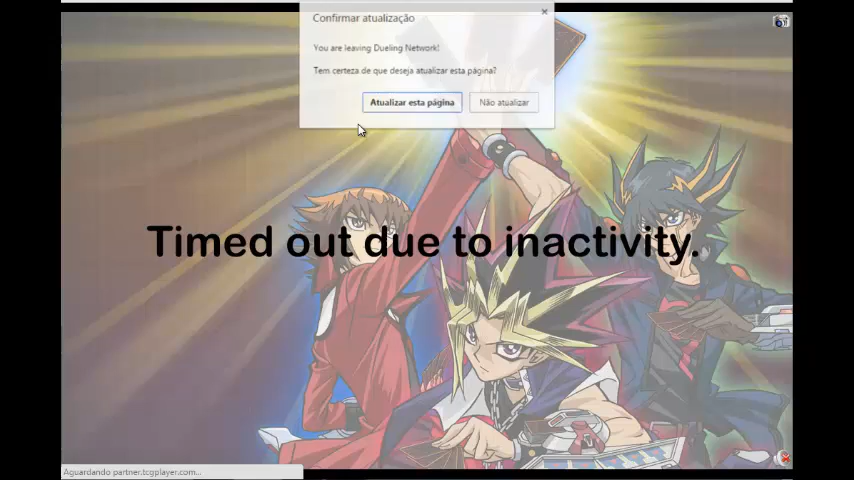 Confirmar atualização
You are leaving Dueling Network!
Tem certeza de que deseja atualizar esta página?
Atualizar esta página
Não atualizar
Timed out due to inactivity.
Aguardando partner.tcgplayer.com...